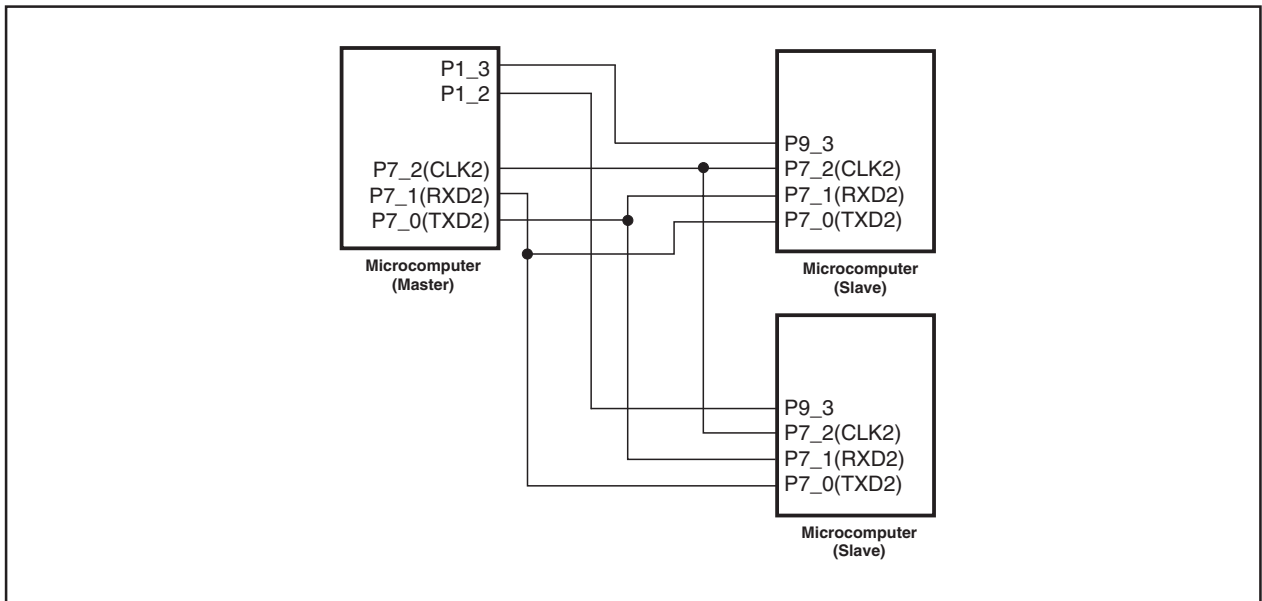 P1_3
P1_2
P7_2(CLK2)
P7_1(RXD2)
P7_0(TXD2)
Microcomputer
(Master)
P9_3
P7_2(CLK2)
P7_1(RXD2)
P7_0(TXD2)
Microcomputer
(Slave)
P9_3
P7_2(CLK2)
P7_1(RXD2)
P7_0(TXD2)
Microcomputer
(Slave)